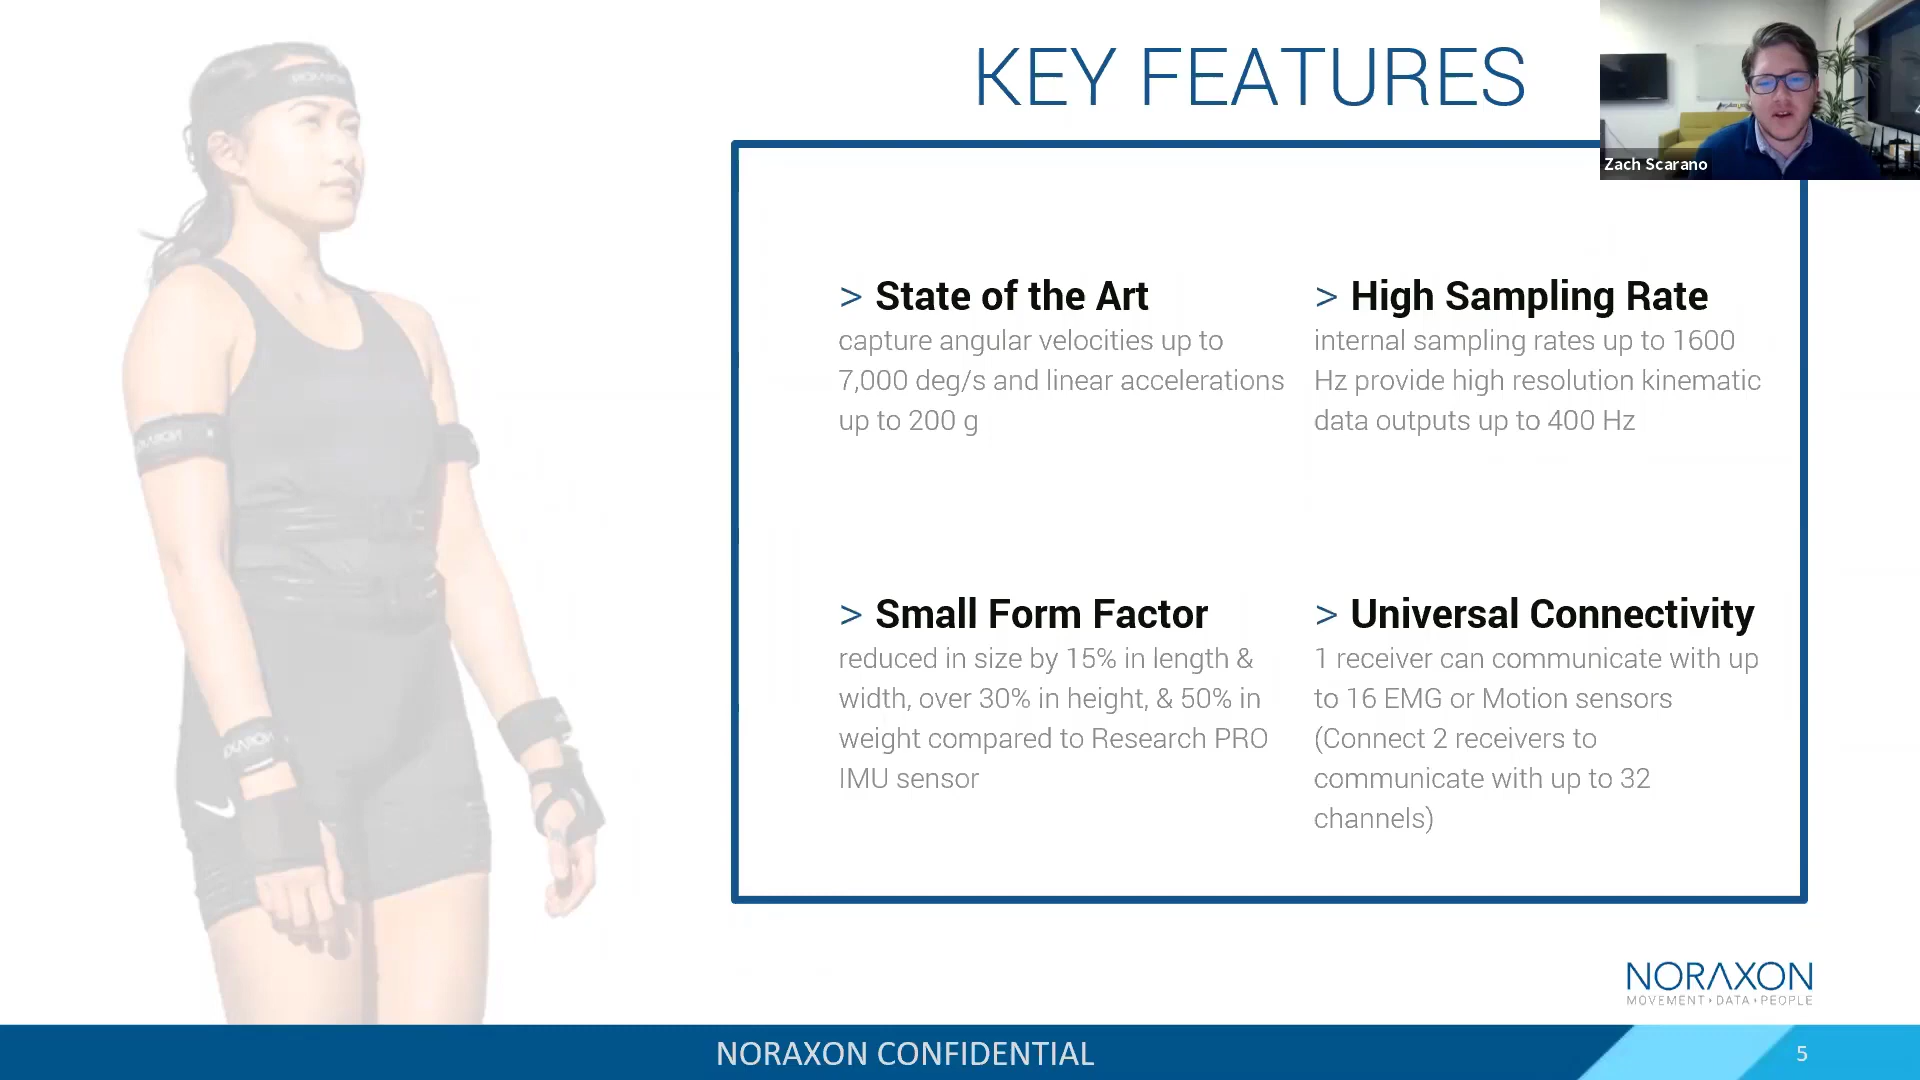 KEY FEATURES
Zach Scarano
> State of the Art
capture angular velocities up to
7,000 deg/s and linear accelerations
up to 200 g
> High Sampling Rate
internal sampling rates up to 1600
Hz provide high resolution kinematic
data outputs up to 400 Hz
> Small Form Factor
reduced in size by 15% in length &
width, over 30% in height, & 50% in
weight compared to Research PRO
IMU sensor
> Universal Connectivity
1 receiver can communicate with up
to 16 EMG or Motion sensors
(Connect 2 receivers to
communicate with up to 32
channels)
NORAXON
MOVEMENT • DATA • PEOPLE
NORAXON CONFIDENTIAL
5